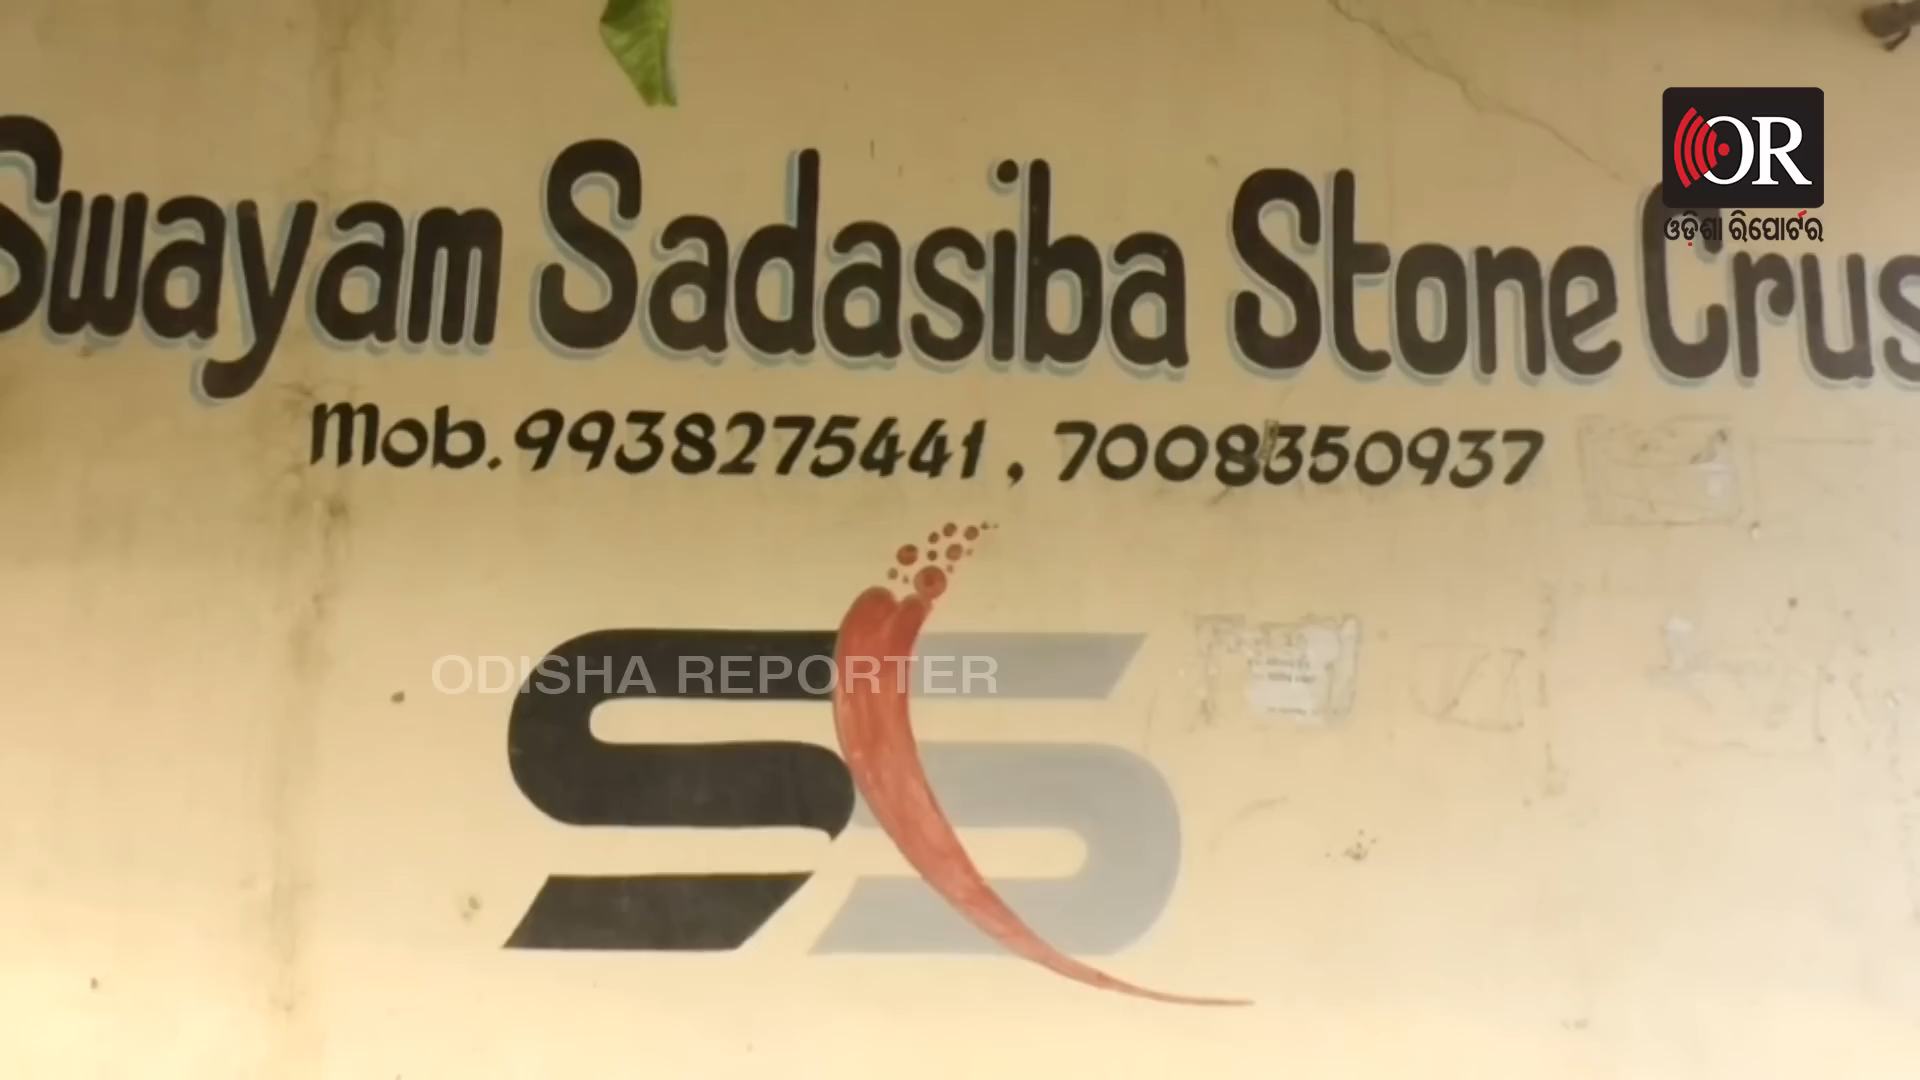 Swayam Sadasiba Stone Crus
Mob. 9938275441, 7008350937
OR
ଓଡ଼ିଶା ରିପୋର୍ଟର
SS
ODISHA REPORTER